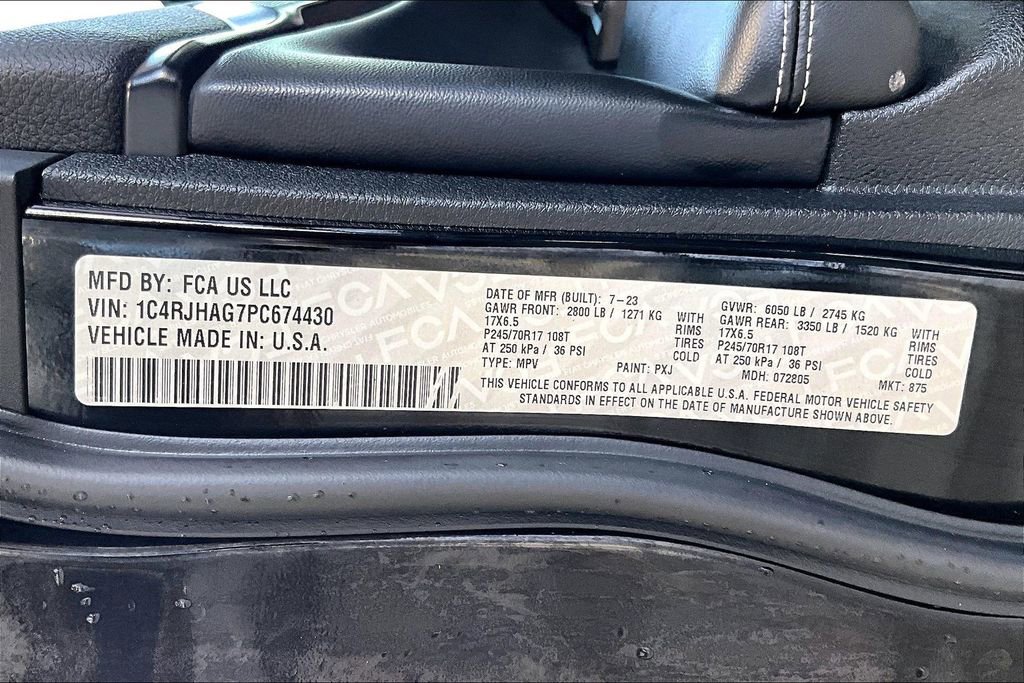 MFD BY: FCA US LLC
VIN: 1C4RJHAG7PC674430
VEHICLE MADE IN: U.S.A.
DATE OF MFR (BUILT): 7-23
GAWR FRONT: 2800 LB / 1271 KG WITH
17X6.5 RIMS
P245/70R17 108T TIRES
AT 250 kPa / 36 PSI COLD
TYPE: MPV PAINT: PXJ
GVWR: 6050 LB / 2745 KG
GAWR REAR: 3350 LB / 1520 KG WITH
17X6.5 RIMS
P245/70R17 108T TIRES
AT 250 kPa / 36 PSI COLD
MDH: 072805 MKT: 875
THIS VEHICLE CONFORMS TO ALL APPLICABLE U.S.A. FEDERAL MOTOR VEHICLE SAFETY
STANDARDS IN EFFECT ON THE DATE OF MANUFACTURE SHOWN ABOVE.